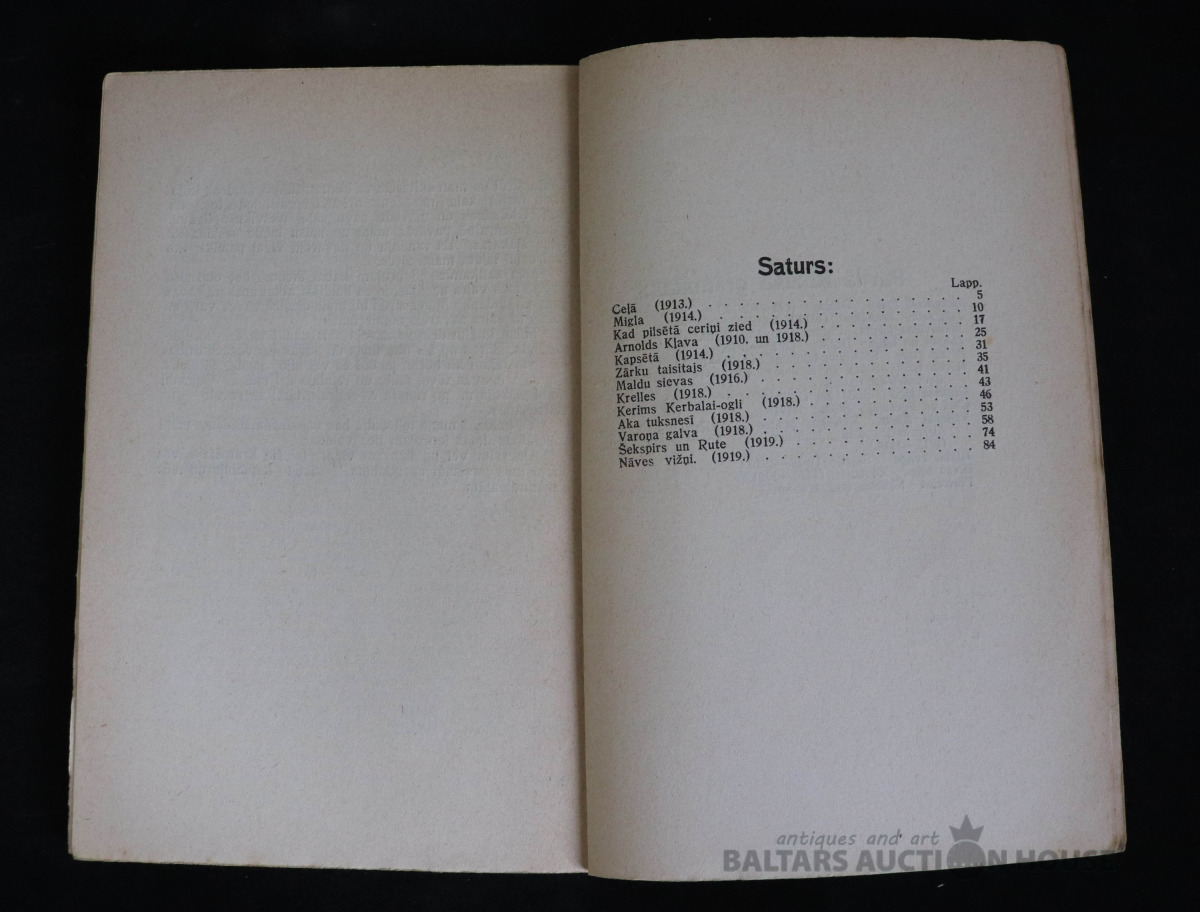 Saturs:
Lapp.
Ceļā (1913.) . . . . . . . . . . . . . . . . 5
Migla (1914.) . . . . . . . . . . . . . . . . 10
Kad pilsētā ceriņi zied (1914.) . . . . . . . . . 17
Arnolds Kļava (1910. un 1918.) . . . . . . . . . 25
Kapsētā (1914.) . . . . . . . . . . . . . . . 31
Zārku taisitajs (1918.) . . . . . . . . . . . . 35
Maldu sievas (1916.) . . . . . . . . . . . . . 41
Krelles (1918.) . . . . . . . . . . . . . . . 43
Kerims Kerbalai-ogli (1918.) . . . . . . . . . . 46
Aka tuksnesī (1918.) . . . . . . . . . . . . . 53
Varoņa galva (1918.) . . . . . . . . . . . . . 58
Šekspirs un Rute (1919.) . . . . . . . . . . . 74
Nāves vižņi. (1919.) . . . . . . . . . . . . . 84
antiques and art
BALTARS AUCTION HOUSE